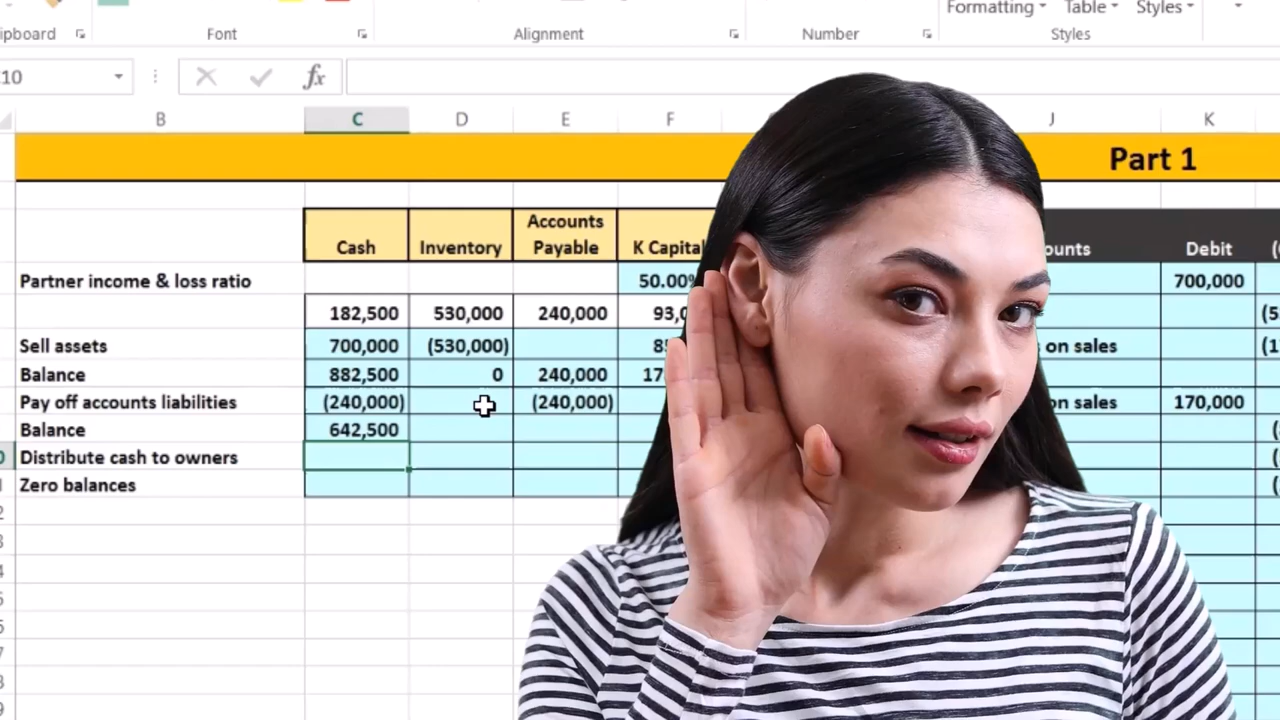 Formatting Table Styles
Font Alignment Number Styles
fx
B C D E F J K
Part 1
Cash Inventory Accounts Payable K Capital Debit
Partner income & loss ratio 50.00% 700,000
182,500 530,000 240,000
Sell assets 700,000 (530,000) on sales
Balance 882,500 0 240,000
Pay off accounts liabilities (240,000) (240,000) on sales 170,000
Balance 642,500
Distribute cash to owners
Zero balances